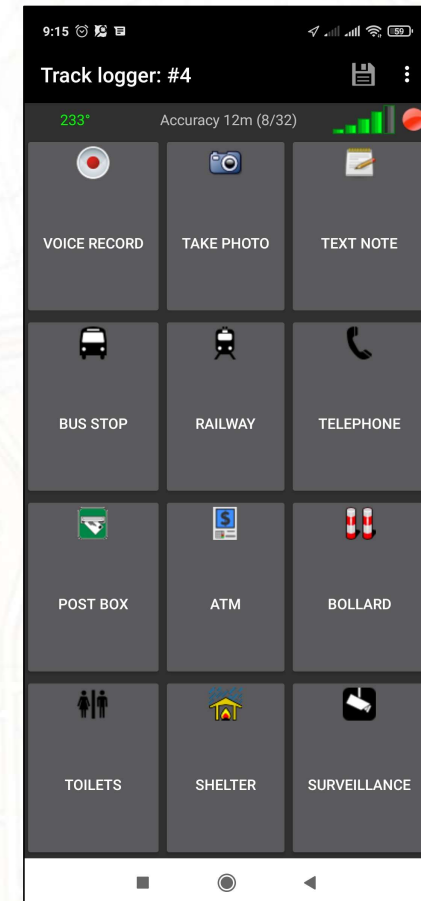 9:15 59
Track logger: #4
233° Accuracy 12m (8/32)
VOICE RECORD TAKE PHOTO TEXT NOTE
BUS STOP RAILWAY TELEPHONE
$
POST BOX ATM BOLLARD
TOILETS SHELTER SURVEILLANCE